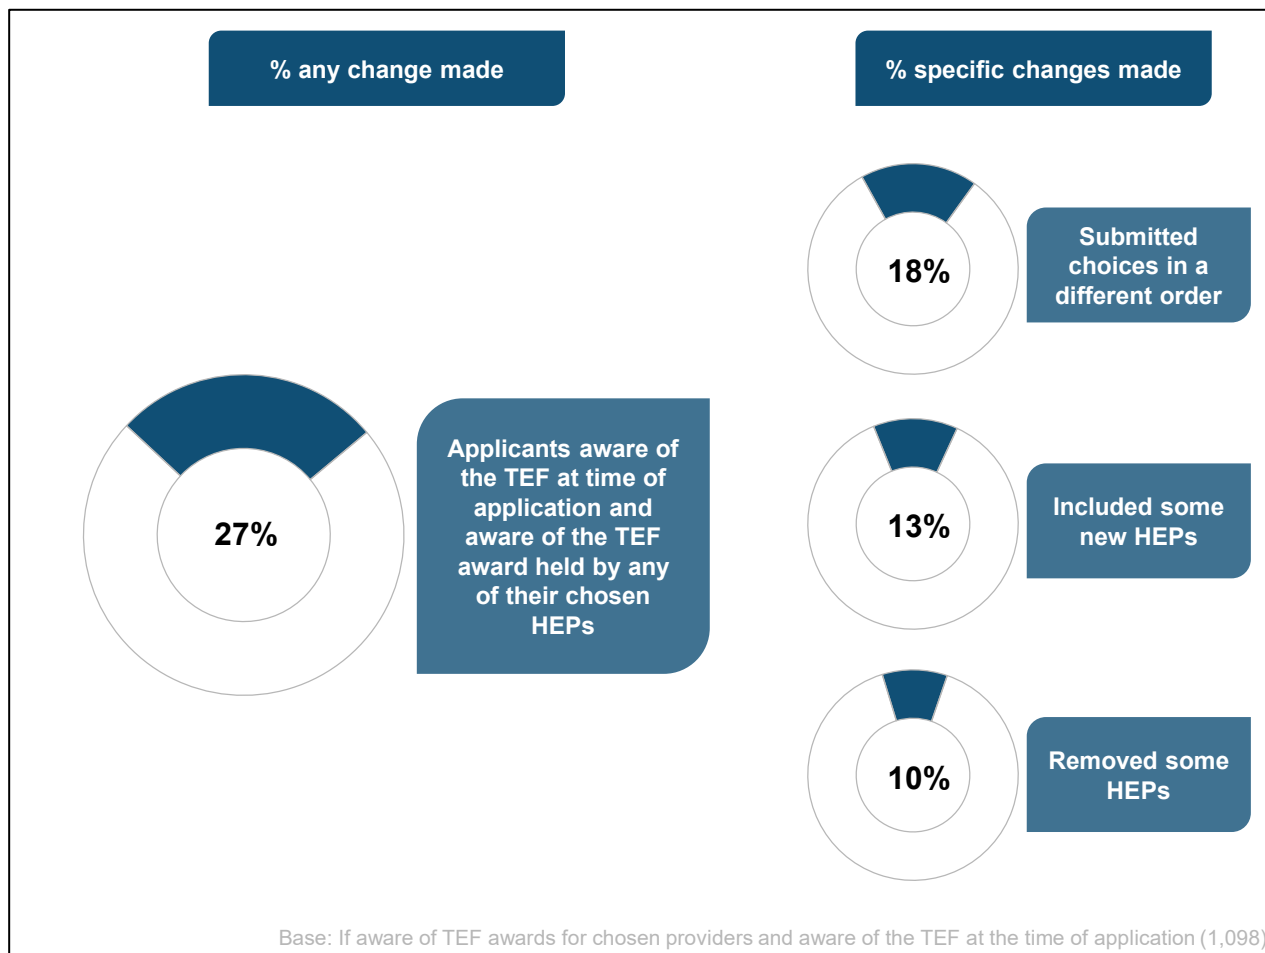 % any change made
% specific changes made
27%
Applicants aware of
the TEF at time of
application and
aware of the TEF
award held by any
of their chosen
HEPs
18%
Submitted
choices in a
different order
13%
Included some
new HEPs
10%
Removed some
HEPs
Base: If aware of TEF awards for chosen providers and aware of the TEF at the time of application (1,098)